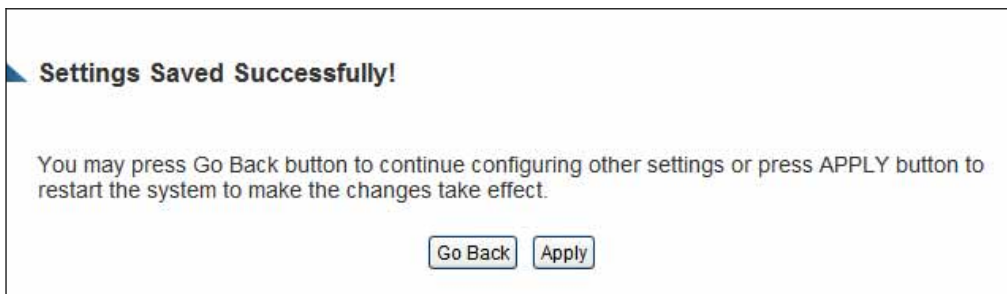 Settings Saved Successfully!
You may press Go Back button to continue configuring other settings or press APPLY button to
restart the system to make the changes take effect.
Go Back Apply